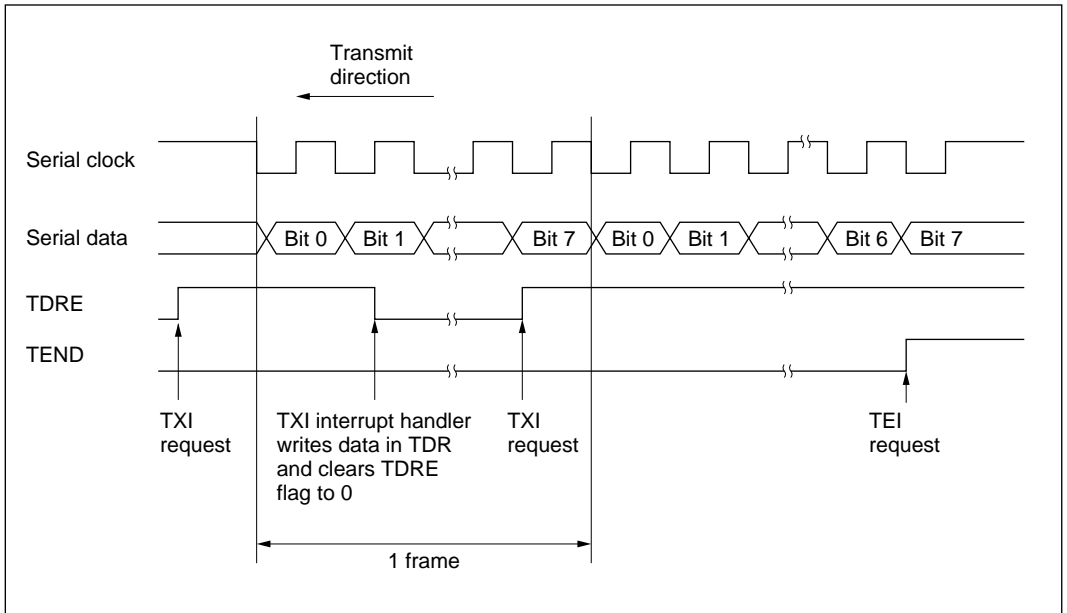 Transmit
direction
Serial clock
Serial data
Bit 0
Bit 1
Bit 7
Bit 0
Bit 1
Bit 6
Bit 7
TDRE
TEND
TXI
request
TXI interrupt handler
writes data in TDR
and clears TDRE
flag to 0
TXI
request
TEI
request
1 frame